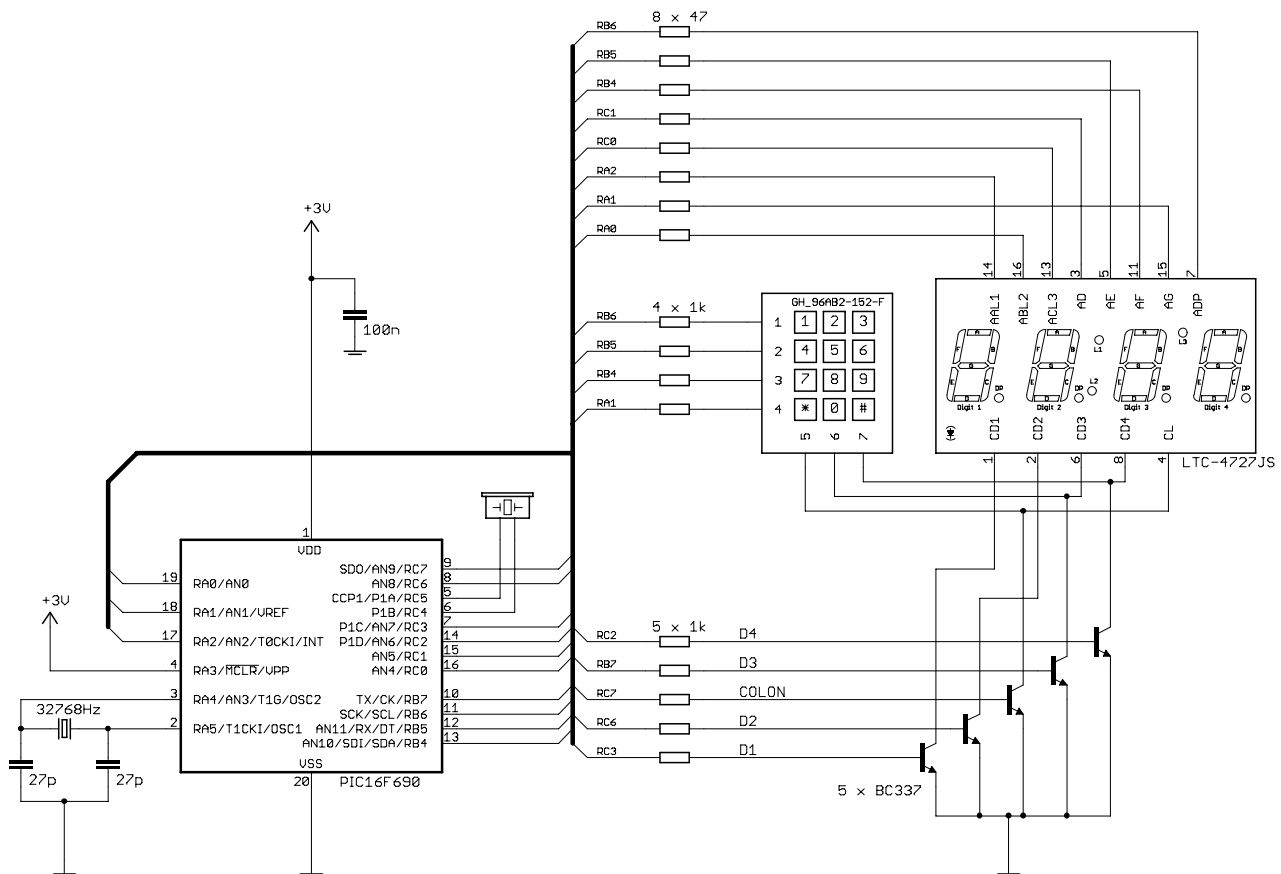 8 x 47
RB6
RB5
RB4
RC1
RC0
RA2
RA1
RA0
+3V
100n
14 16 13 3 5 11 15 7
AAL1 ABL2 ACL3 AD AE AF AG ADP
4 x 1k
RB6
RB5
RB4
RA1
GH_96AB2-152-F
1 1 2 3
2 4 5 6
3 7 8 9
4 * 0 #
5 6 7
A F B G E C D DP
A F B G E C D DP
A F B G E C D DP
A F B G E C D DP
L1 L2 L3
Digit 1 Digit 2 Digit 3 Digit 4
CD1 CD2 CD3 CD4 CL
1 2 6 8 4
LTC-4727JS
1
VDD
19 RA0/AN0
18 RA1/AN1/VREF
17 RA2/AN2/T0CKI/INT
4 RA3/MCLR/VPP
3 RA4/AN3/T1G/OSC2
2 RA5/T1CKI/OSC1
SDO/AN9/RC7 9
AN8/RC6 8
CCP1/P1A/RC5 5
P1B/RC4 6
P1C/AN7/RC3 7
P1D/AN6/RC2 14
AN5/RC1 15
AN4/RC0 16
TX/CK/RB7 10
SCK/SCL/RB6 11
AN11/RX/DT/RB5 12
AN10/SDI/SDA/RB4 13
VSS
20
PIC16F690
+3V
32768Hz
27p 27p
5 x 1k
RC2 D4
RB7 D3
RC7 COLON
RC6 D2
RC3 D1
5 x BC337